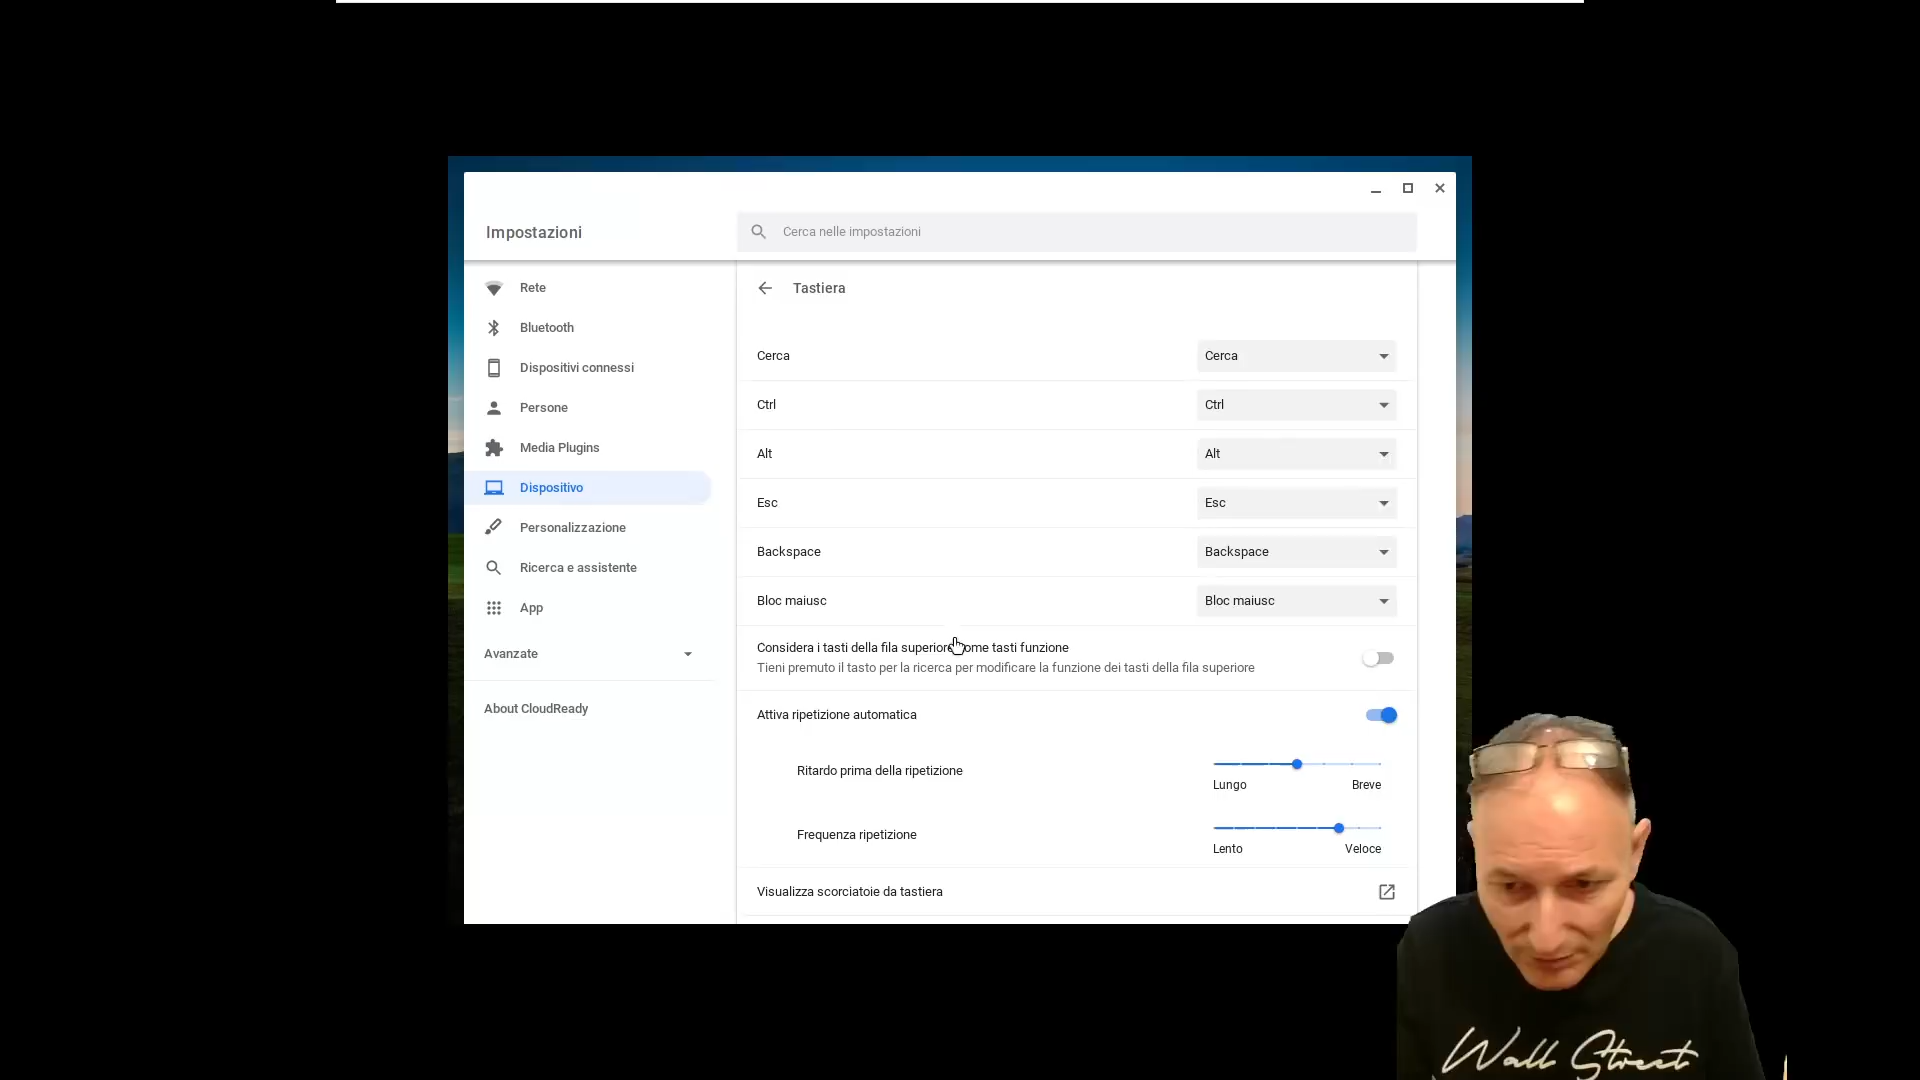 Impostazioni
Cerca nelle impostazioni
Rete
Bluetooth
Dispositivi connessi
Persone
Media Plugins
Dispositivo
Personalizzazione
Ricerca e assistente
App
Avanzate
About CloudReady
Tastiera
Cerca Cerca
Ctrl Ctrl
Alt Alt
Esc Esc
Backspace Backspace
Bloc maiusc Bloc maiusc
Considera i tasti della fila superiore come tasti funzione
Tieni premuto il tasto per la ricerca per modificare la funzione dei tasti della fila superiore
Attiva ripetizione automatica
Ritardo prima della ripetizione
Lungo Breve
Frequenza ripetizione
Lento Veloce
Visualizza scorciatoie da tastiera
Wall Street